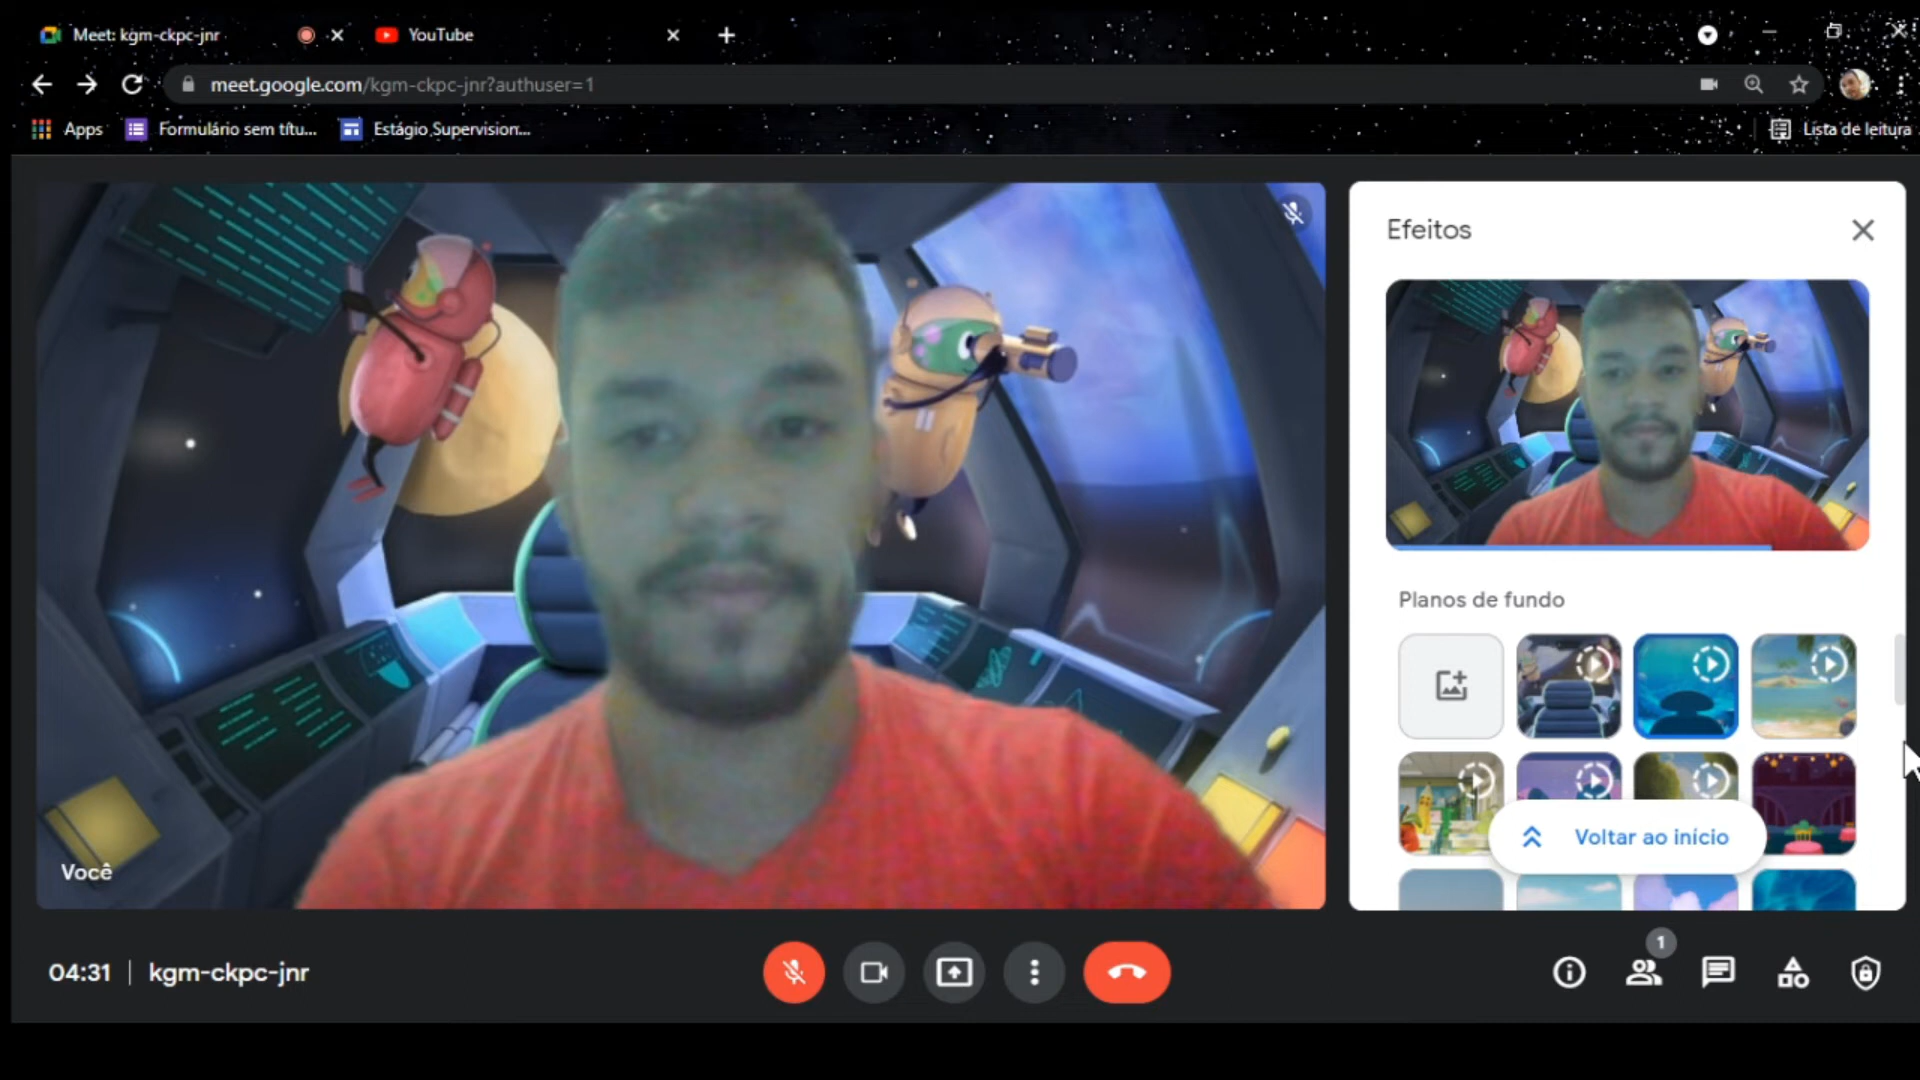 Meet: kgm-ckpc-jnr
YouTube
meet.google.com/kgm-ckpc-jnr?authuser=1
Apps
Formulário sem títu...
Estágio Supervision...
Lista de leitura
Efeitos
Planos de fundo
Voltar ao início
Você
04:31 | kgm-ckpc-jnr
1